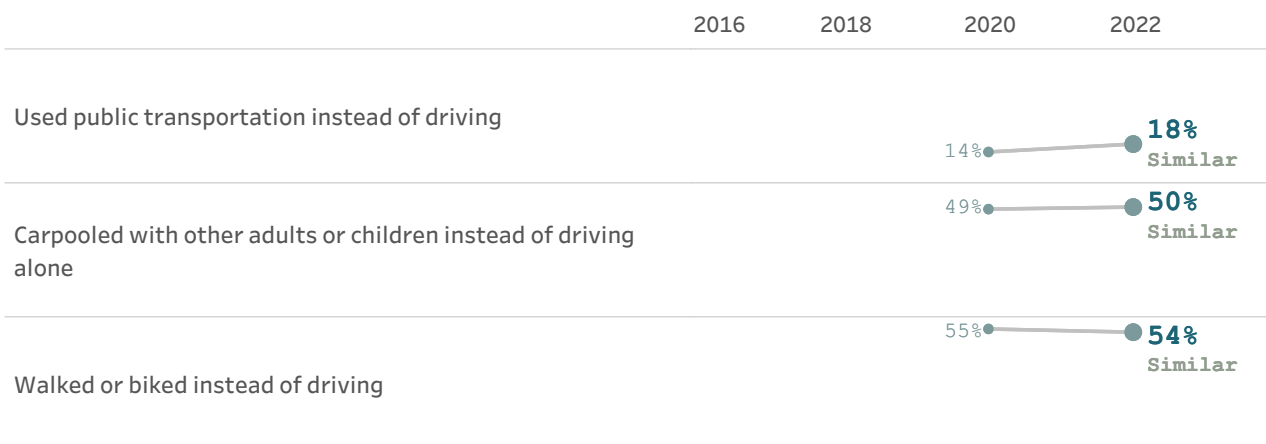 2016 2018 2020 2022
Used public transportation instead of driving
14%
18%
Similar
Carpooled with other adults or children instead of driving
alone
49%
50%
Similar
Walked or biked instead of driving
55%
54%
Similar